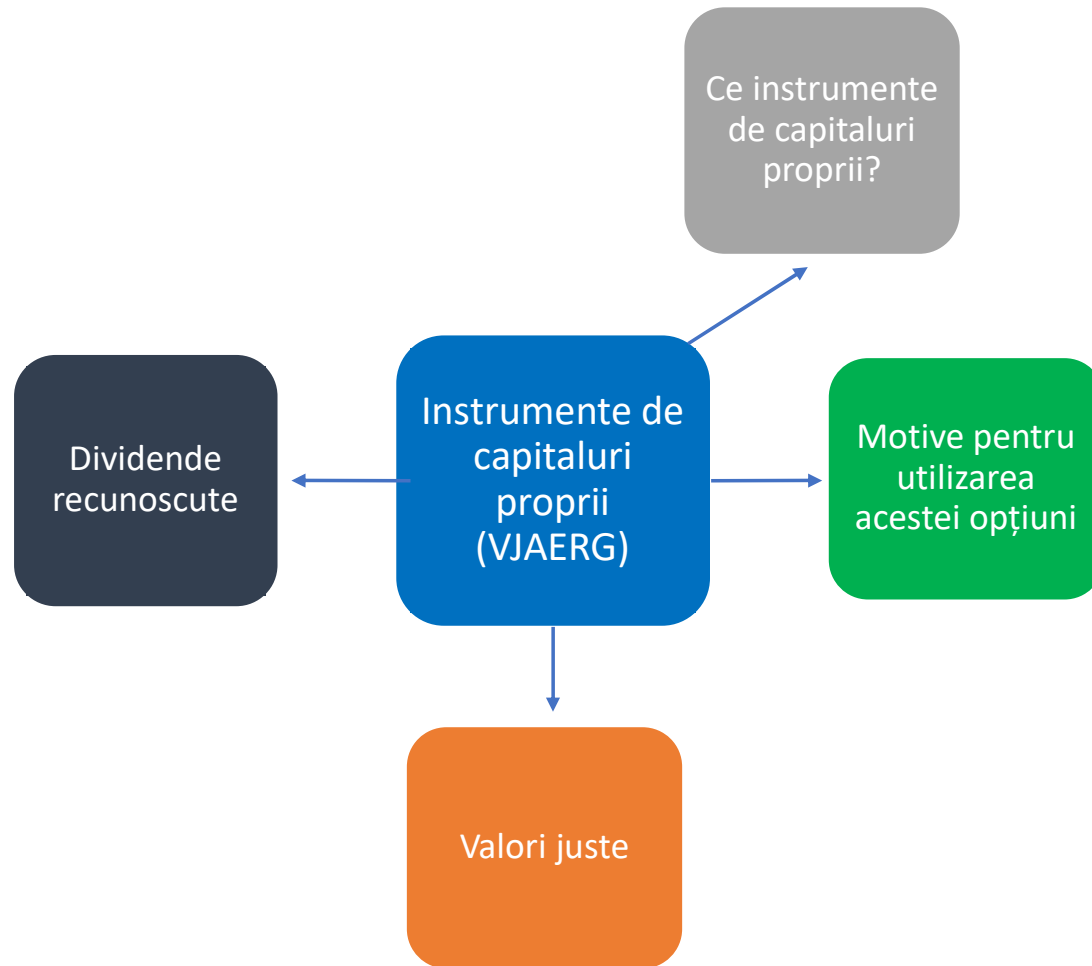 Ce instrumente
de capitaluri
proprii?
Instrumente de
capitaluri
proprii
(VJAERG)
Dividende
recunoscute
Motive pentru
utilizarea
acestei opțiuni
Valori juste